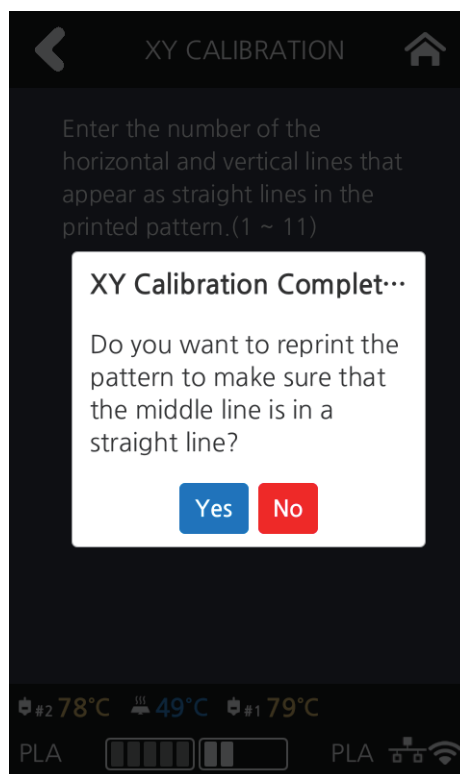 XY CALIBRATION
Enter the number of the
horizontal and vertical lines that
appear as straight lines in the
printed pattern.(1 ~ 11)
XY Calibration Complet…
Do you want to reprint the
pattern to make sure that
the middle line is in a
straight line?
Yes No
#2 78°C 49°C #1 79°C
PLA PLA